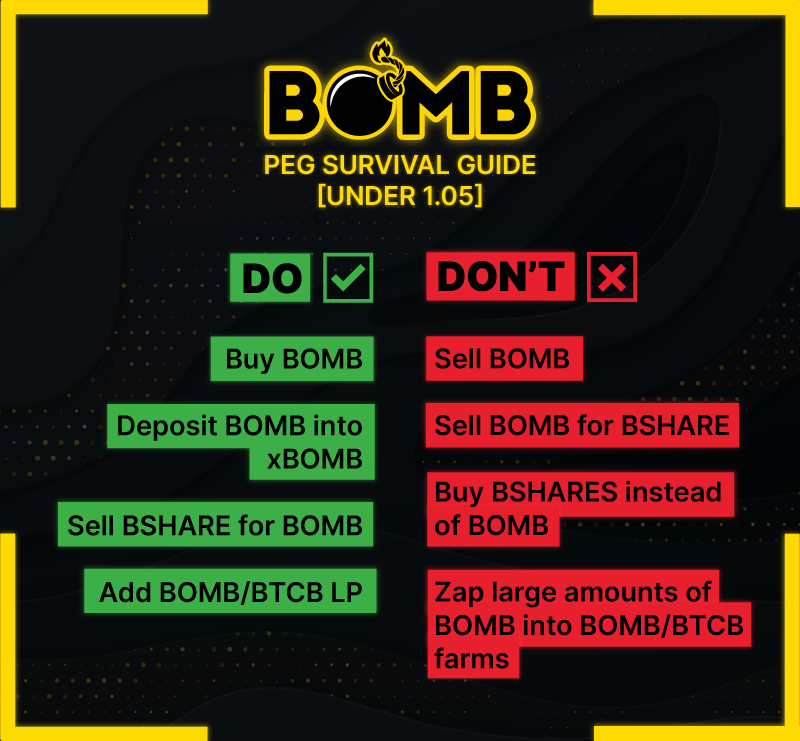 BOMB
PEG SURVIVAL GUIDE
[UNDER 1.05]
DO
Buy BOMB
Deposit BOMB into
xBOMB
Sell BSHARE for BOMB
Add BOMB/BTCB LP
DON'T
Sell BOMB
Sell BOMB for BSHARE
Buy BSHARES instead
of BOMB
Zap large amounts of
BOMB into BOMB/BTCB
farms